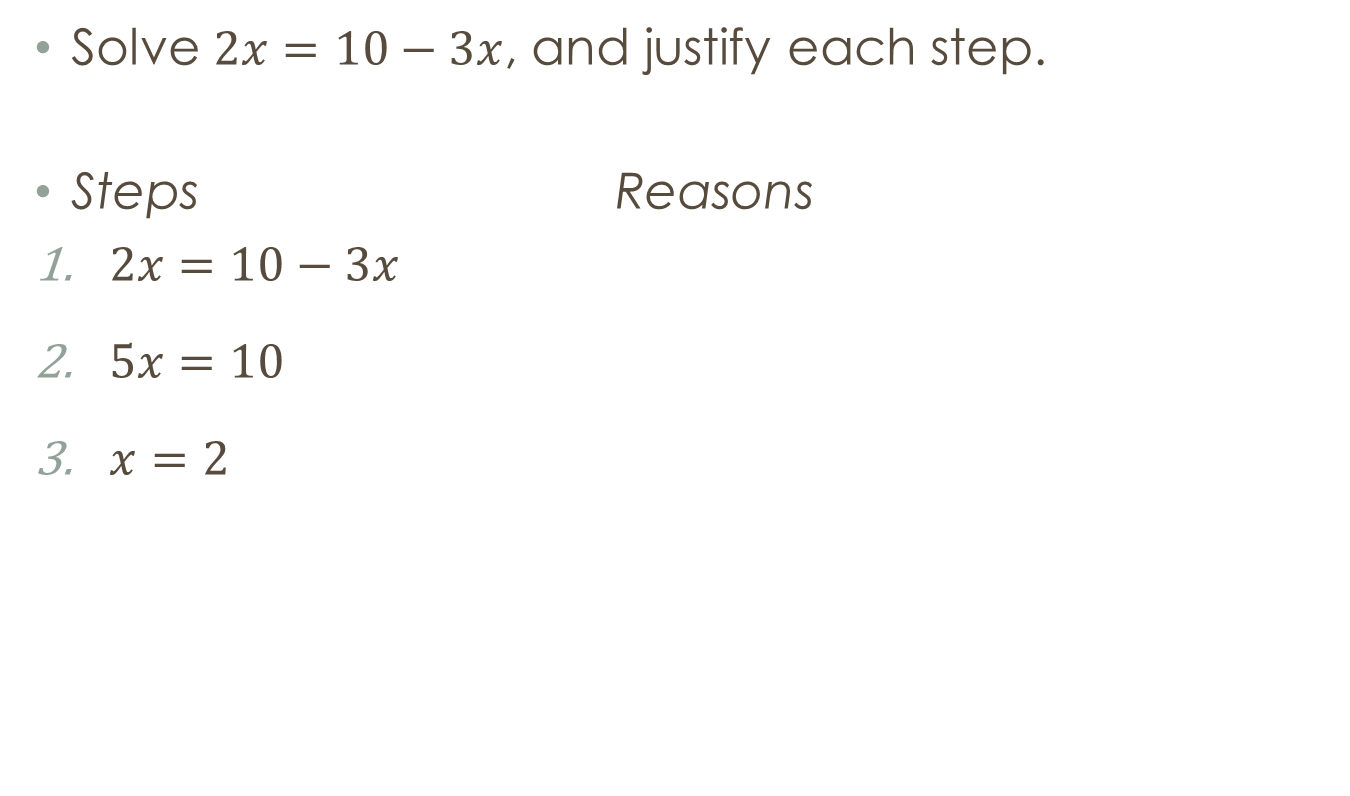 • Solve 2x = 10 − 3x, and justify each step.
• Steps Reasons
1. 2x = 10 − 3x
2. 5x = 10
3. x = 2